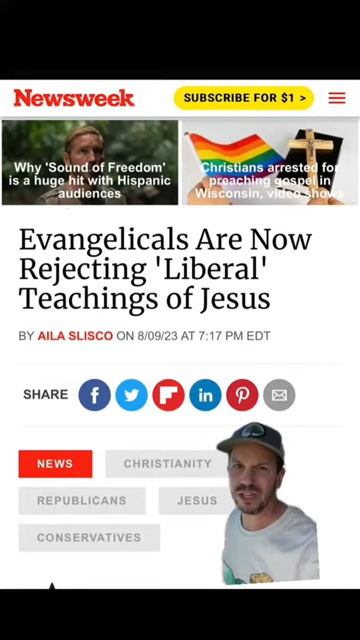 Newsweek
SUBSCRIBE FOR $1 >
Why 'Sound of Freedom'
is a huge hit with Hispanic
audiences
Christians arrested for
preaching gospel in
Wisconsin, video shows
Evangelicals Are Now
Rejecting 'Liberal'
Teachings of Jesus
BY AILA SLISCO ON 8/09/23 AT 7:17 PM EDT
SHARE
NEWS
CHRISTIANITY
REPUBLICANS
JESUS
CONSERVATIVES